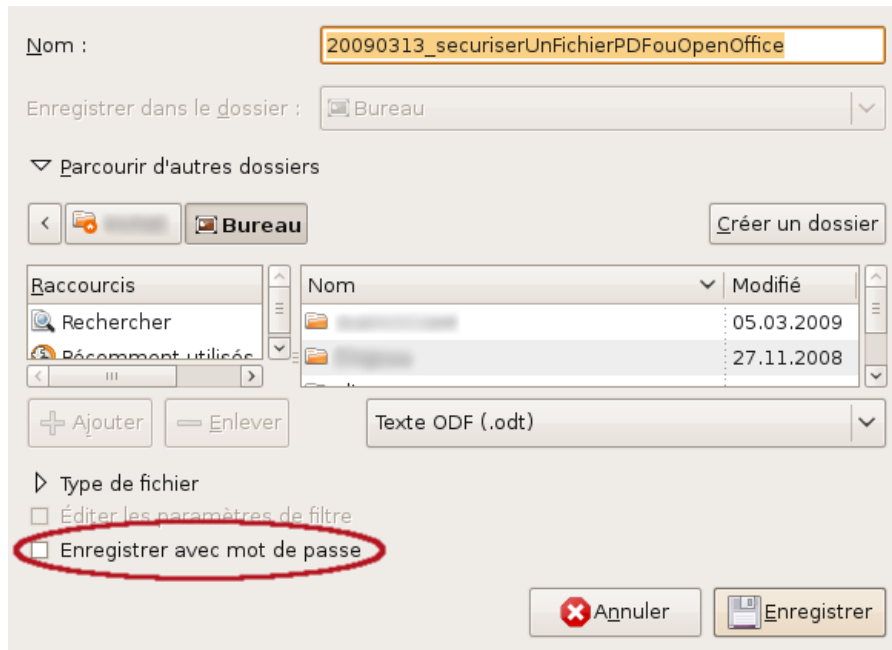 Nom :
20090313_securiserUnFichierPDFouOpenOffice
Enregistrer dans le dossier :
Bureau
Parcourir d'autres dossiers
Bureau
Créer un dossier
Raccourcis
Nom
Modifié
Rechercher
05.03.2009
Récemment utilisés
27.11.2008
Ajouter
Enlever
Texte ODF (.odt)
Type de fichier
Éditer les paramètres de filtre
Enregistrer avec mot de passe
Annuler
Enregistrer